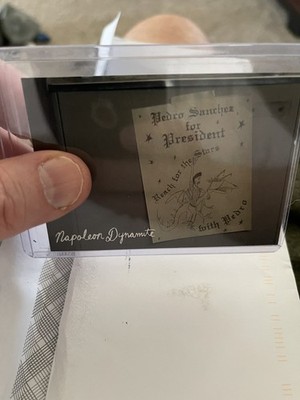 Pedro Sanchez
for
President
Reach for the Stars
with Pedro
Napoleon Dynamite